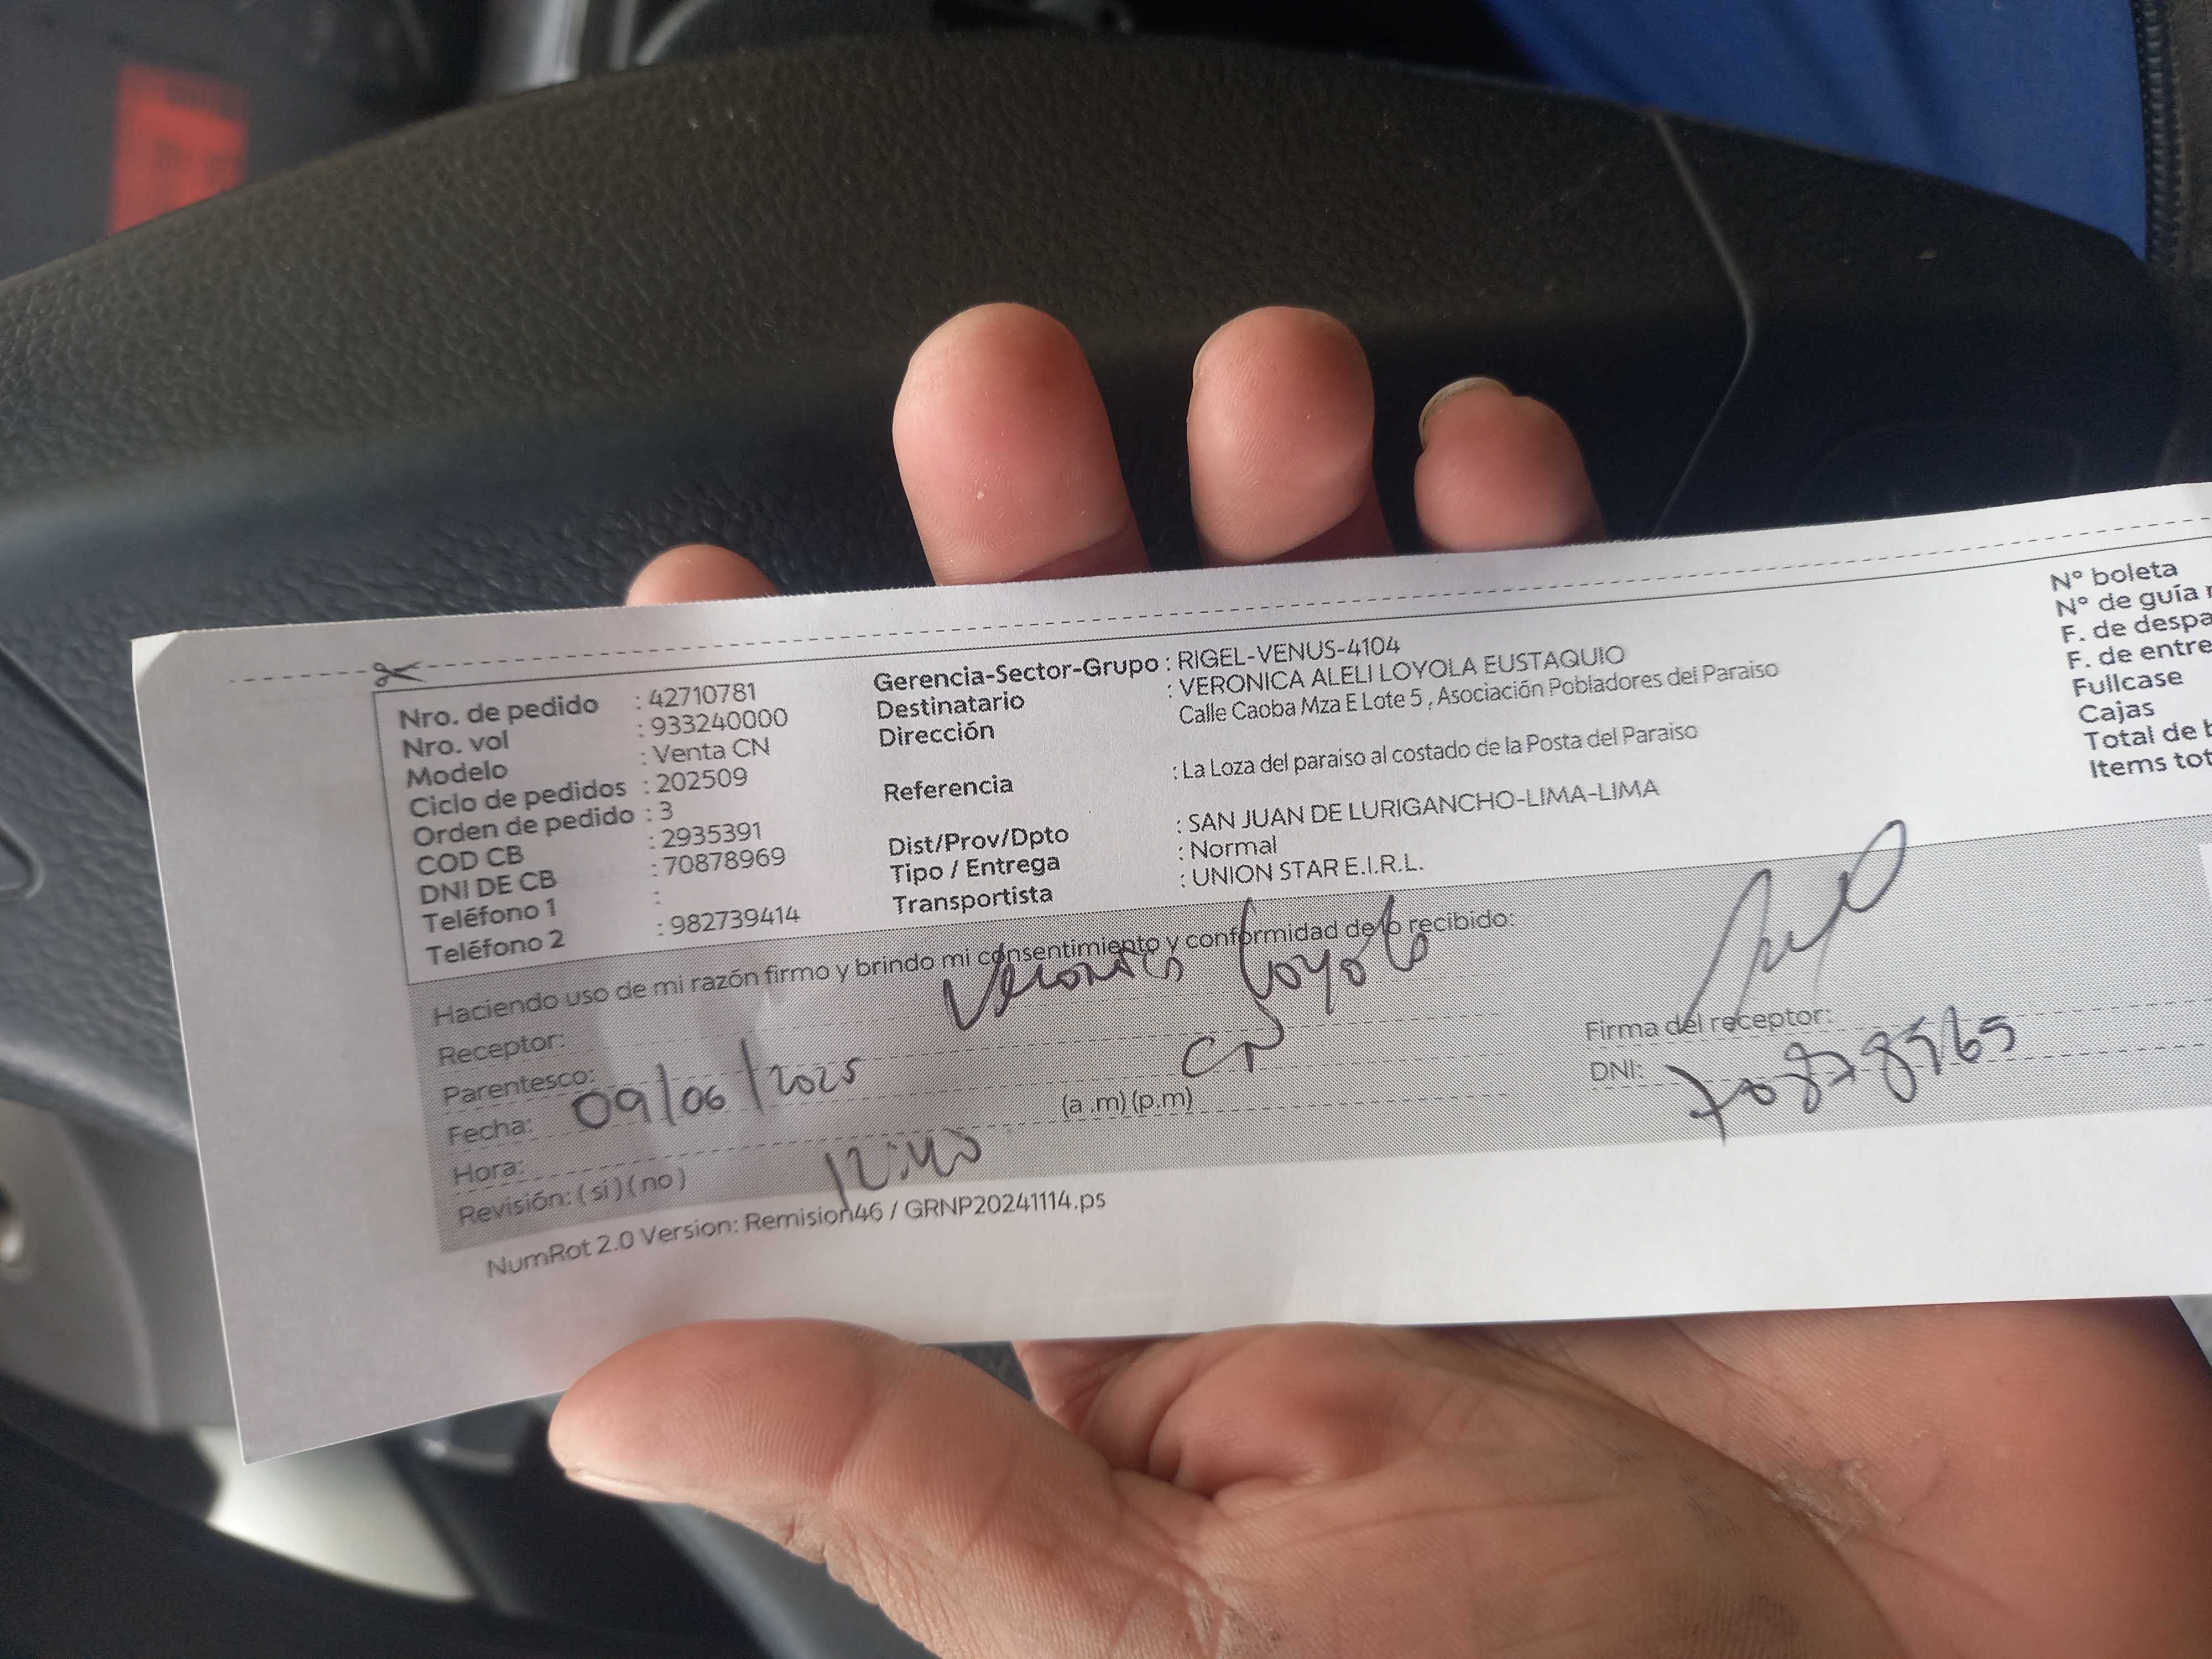 Nro. de pedido : 42710781
Nro. vol : 933240000
Modelo : Venta CN
Ciclo de pedidos : 202509
Orden de pedido : 3
COD CB : 2935391
DNI DE CB : 70878969
Teléfono 1 :
Teléfono 2 : 982739414
Gerencia-Sector-Grupo : RIGEL-VENUS-4104
Destinatario : VERONICA ALELI LOYOLA EUSTAQUIO
Dirección Calle Caoba Mza E Lote 5 , Asociación Pobladores del Paraiso
Referencia : La Loza del paraiso al costado de la Posta del Paraiso
Dist/Prov/Dpto : SAN JUAN DE LURIGANCHO-LIMA-LIMA
Tipo / Entrega : Normal
Transportista : UNION STAR E.I.R.L.
N° boleta
N° de guía
F. de despa
F. de entre
Fullcase
Cajas
Total de
Items tot
Haciendo uso de mi razón firmo y brindo mi consentimiento y conformidad de lo recibido:
Receptor: Veronica Loyola
Parentesco: CN
Fecha: 09/06/2025
Hora: 12:40 (a .m) (p.m)
Revisión: ( si ) ( no )
Firma del receptor:
DNI:
NumRot 2.0 Version: Remision46 / GRNP20241114.ps